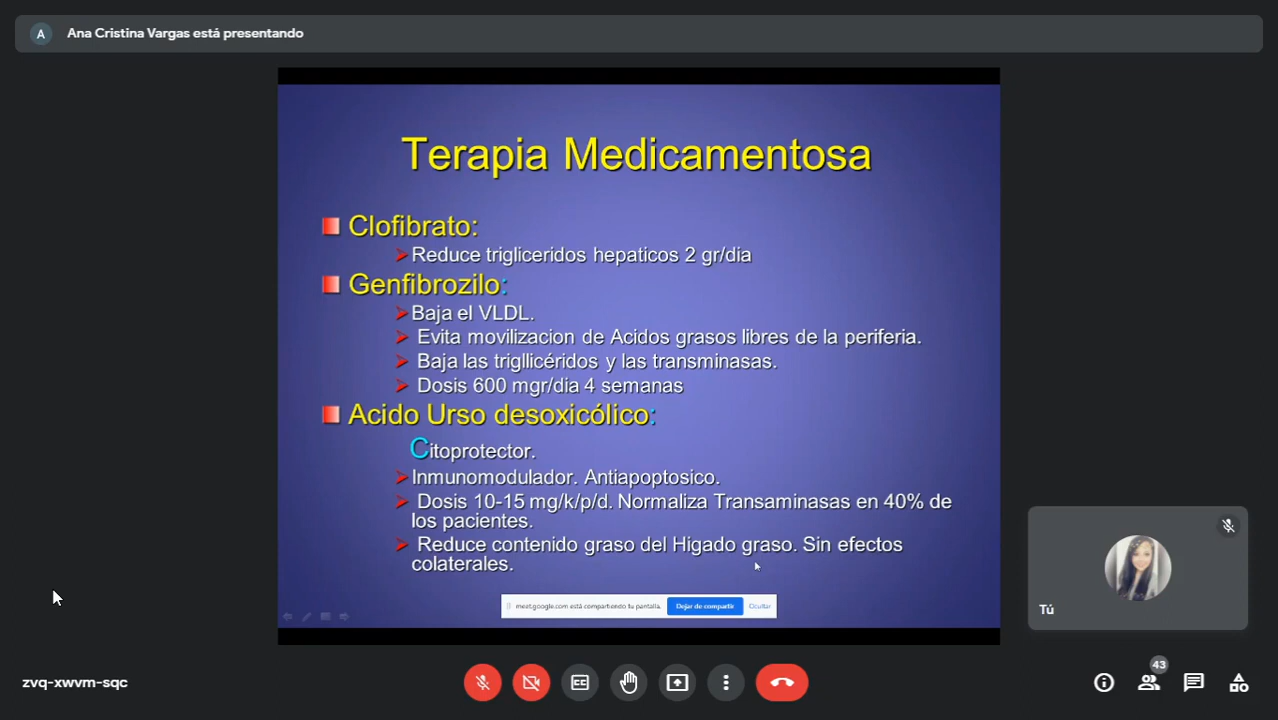 A
Ana Cristina Vargas está presentando
Terapia Medicamentosa
Clofibrato:
Reduce trigliceridos hepaticos 2 gr/dia
Genfibrozilo:
Baja el VLDL.
Evita movilizacion de Acidos grasos libres de la periferia.
Baja las trigllicéridos y las transminasas.
Dosis 600 mgr/dia 4 semanas
Acido Urso desoxicólico:
Citoprotector.
Inmunomodulador. Antiapoptosico.
Dosis 10-15 mg/k/p/d. Normaliza Transaminasas en 40% de
los pacientes.
Reduce contenido graso del Higado graso. Sin efectos
colaterales.
meet.google.com está compartiendo tu pantalla. Dejar de compartir Ocultar
Tú
zvq-xwvm-sqc
CC
43